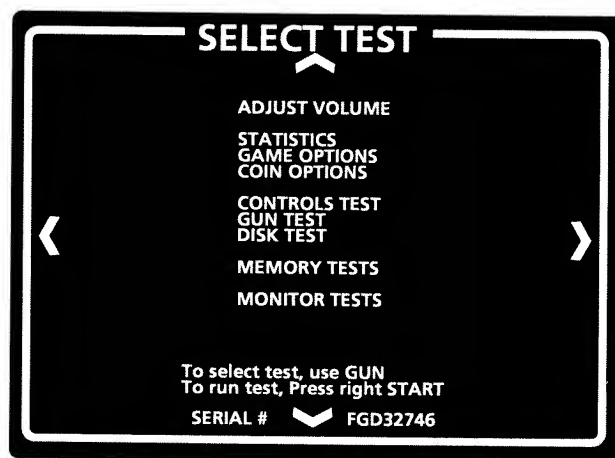 SELECT TEST
ADJUST VOLUME
STATISTICS
GAME OPTIONS
COIN OPTIONS
CONTROLS TEST
GUN TEST
DISK TEST
MEMORY TESTS
MONITOR TESTS
To select test, use GUN
To run test, Press right START
SERIAL # FGD32746